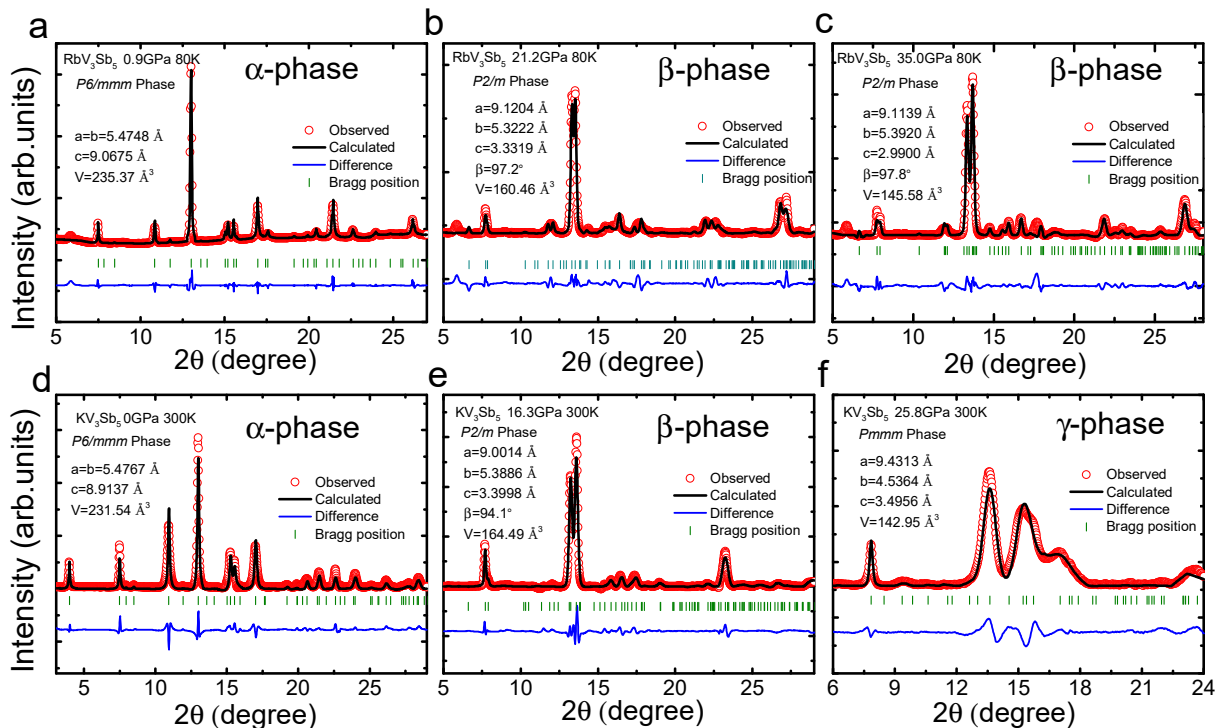 a
RbV₃Sb₅ 0.9GPa 80K
α-phase
P6/mmm Phase
a=b=5.4748 Å
c=9.0675 Å
V=235.37 Å³
Observed
Calculated
Difference
Bragg position
Intensity (arb.units)
5 10 15 20 25
2θ (degree)
b
RbV₃Sb₅ 21.2GPa 80K
β-phase
P2/m Phase
a=9.1204 Å
b=5.3222 Å
c=3.3319 Å
β=97.2°
V=160.46 Å³
Observed
Calculated
Difference
Bragg position
5 10 15 20 25
2θ (degree)
c
RbV₃Sb₅ 35.0GPa 80K
β-phase
P2/m Phase
a=9.1139 Å
b=5.3920 Å
c=2.9900 Å
β=97.8°
V=145.58 Å³
Observed
Calculated
Difference
Bragg position
5 10 15 20 25
2θ (degree)
d
KV₃Sb₅ 0GPa 300K
α-phase
P6/mmm Phase
a=b=5.4767 Å
c=8.9137 Å
V=231.54 Å³
Observed
Calculated
Difference
Bragg position
Intensity (arb.units)
5 10 15 20 25
2θ (degree)
e
KV₃Sb₅ 16.3GPa 300K
β-phase
P2/m Phase
a=9.0014 Å
b=5.3886 Å
c=3.3998 Å
β=94.1°
V=164.49 Å³
Observed
Calculated
Difference
Bragg position
5 10 15 20 25
2θ (degree)
f
KV₃Sb₅ 25.8GPa 300K
γ-phase
Pmmm Phase
a=9.4313 Å
b=4.5364 Å
c=3.4956 Å
V=142.95 Å³
Observed
Calculated
Difference
Bragg position
6 9 12 15 18 21 24
2θ (degree)